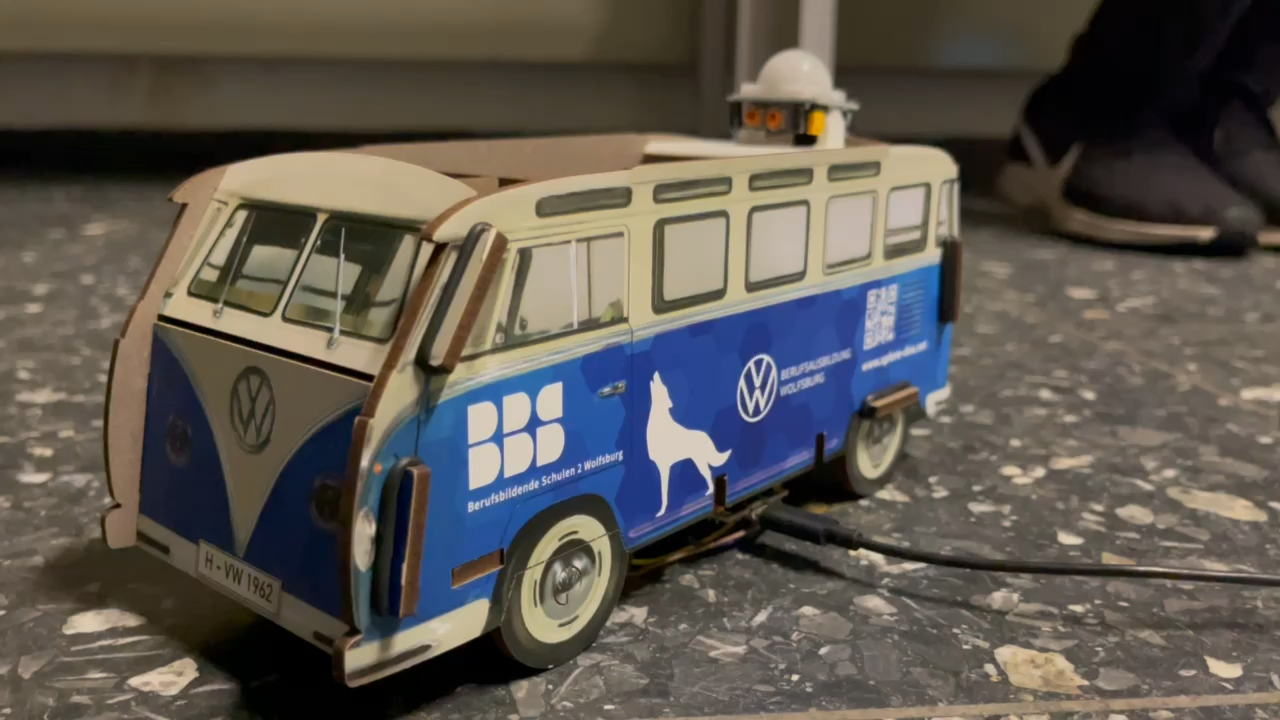 H-VW 1962
BBS
Berufsbildende Schulen 2 Wolfsburg
BERUFSAUSBILDUNG
WOLFSBURG